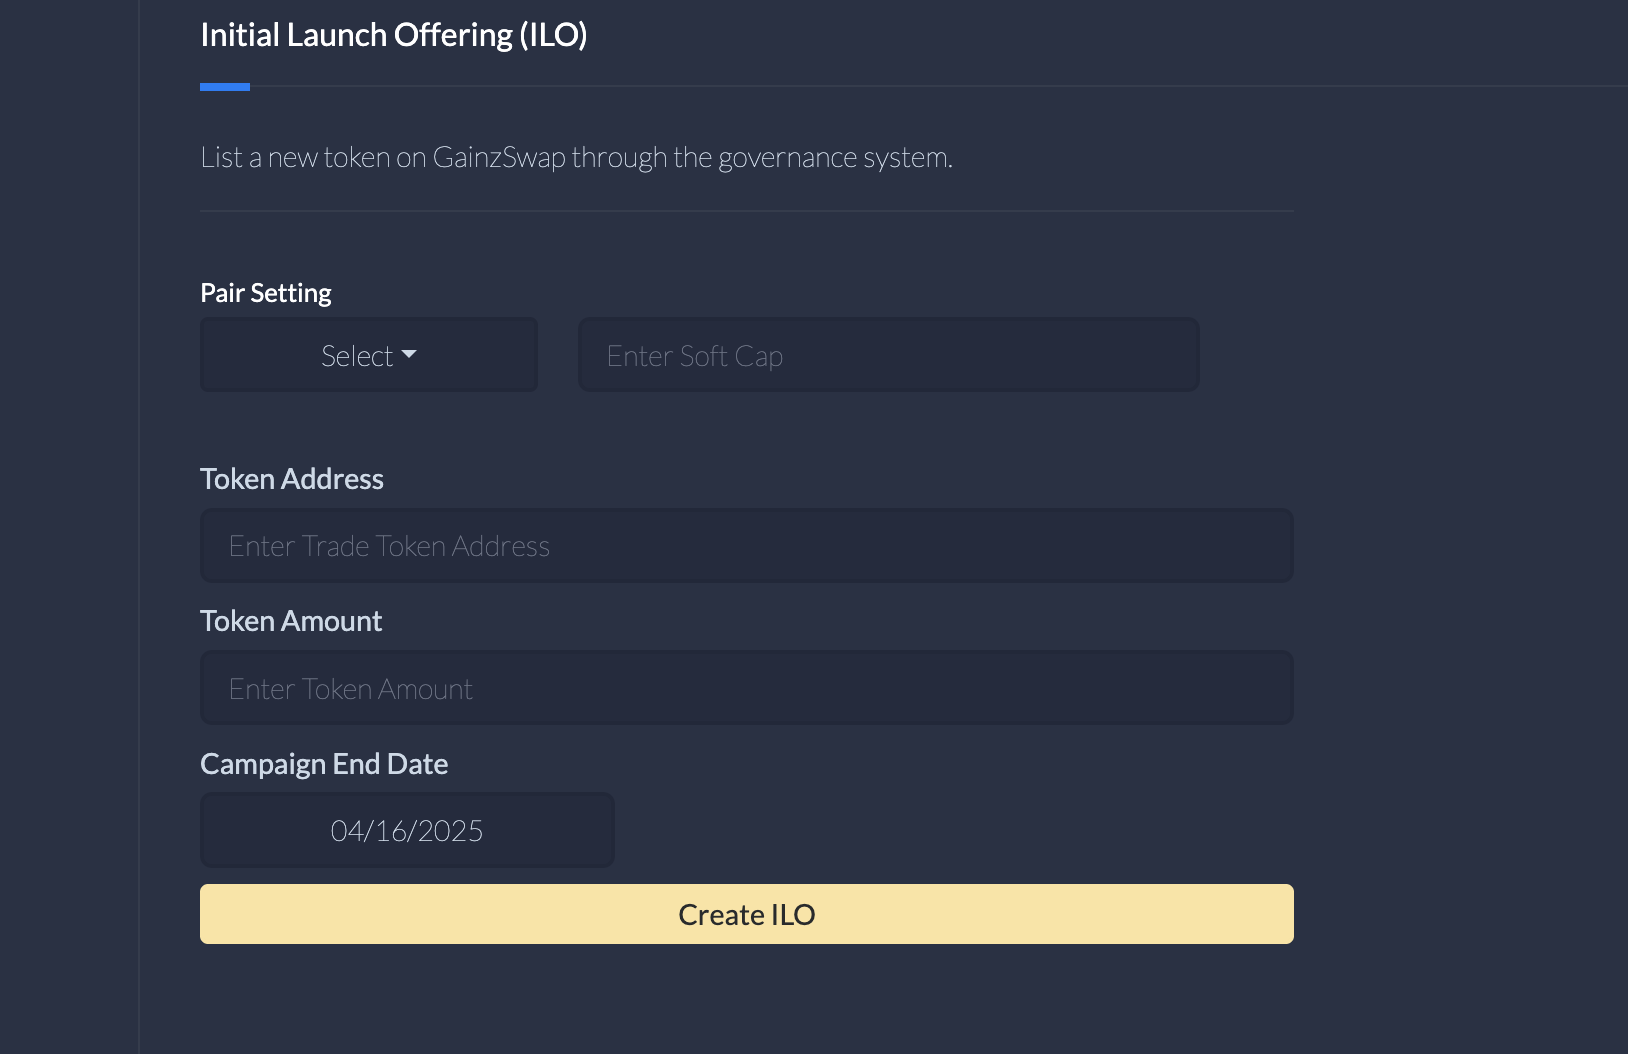 Initial Launch Offering (ILO)
List a new token on GainzSwap through the governance system.
Pair Setting
Select
Enter Soft Cap
Token Address
Enter Trade Token Address
Token Amount
Enter Token Amount
Campaign End Date
04/16/2025
Create ILO